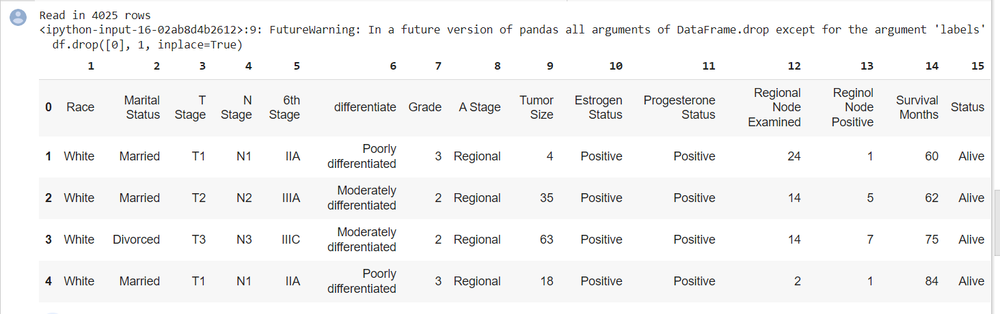 Read in 4025 rows
<ipython-input-16-02ab8d4b2612>:9: FutureWarning: In a future version of pandas all arguments of DataFrame.drop except for the argument 'labels'
df.drop([0], 1, inplace=True)
1 2 3 4 5 6 7 8 9 10 11 12 13 14 15
0 Race Marital Status T Stage N Stage 6th Stage differentiate Grade A Stage Tumor Size Estrogen Status Progesterone Status Regional Node Examined Reginol Node Positive Survival Months Status
1 White Married T1 N1 IIA Poorly differentiated 3 Regional 4 Positive Positive 24 1 60 Alive
2 White Married T2 N2 IIIA Moderately differentiated 2 Regional 35 Positive Positive 14 5 62 Alive
3 White Divorced T3 N3 IIIC Moderately differentiated 2 Regional 63 Positive Positive 14 7 75 Alive
4 White Married T1 N1 IIA Poorly differentiated 3 Regional 18 Positive Positive 2 1 84 Alive